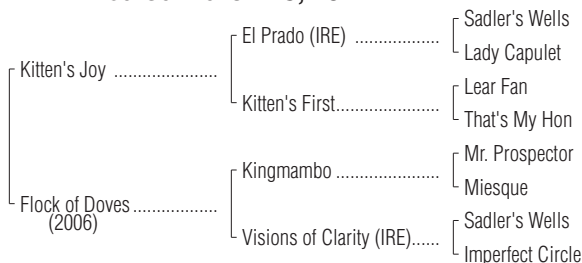 Sadler's Wells
El Prado (IRE) ...................
Lady Capulet
Kitten's Joy .......................
Lear Fan
Kitten's First.......................
That's My Hon
Mr. Prospector
Kingmambo .......................
Miesque
Flock of Doves ..................
(2006)
Sadler's Wells
Visions of Clarity (IRE)......
Imperfect Circle